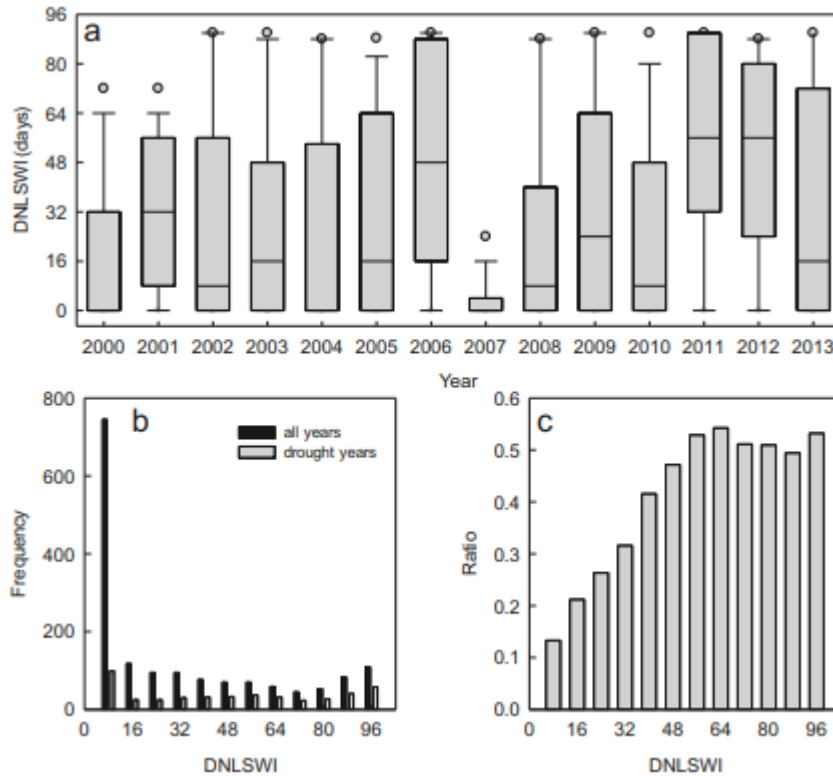 a
96
80
64
48
32
16
0
DNLSWI (days)
2000 2001 2002 2003 2004 2005 2006 2007 2008 2009 2010 2011 2012 2013
Year
b
all years
drought years
800
600
400
200
0
Frequency
0 16 32 48 64 80 96
DNLSWI
c
0.6
0.5
0.4
0.3
0.2
0.1
0.0
Ratio
0 16 32 48 64 80 96
DNLSWI